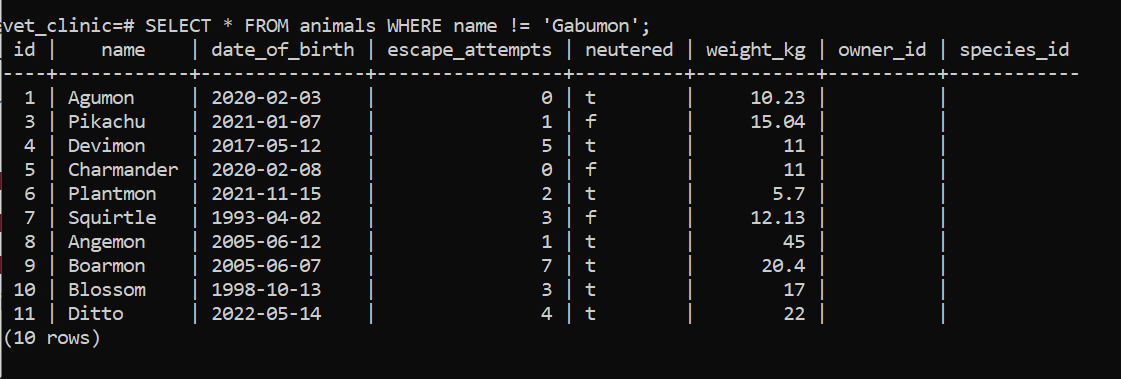 vet_clinic=# SELECT * FROM animals WHERE name != 'Gabumon';
 id |    name    | date_of_birth | escape_attempts | neutered | weight_kg | owner_id | species_id
----+------------+---------------+-----------------+----------+-----------+----------+------------
  1 | Agumon     | 2020-02-03    |               0 | t        |     10.23 |          |
  3 | Pikachu    | 2021-01-07    |               1 | f        |     15.04 |          |
  4 | Devimon    | 2017-05-12    |               5 | t        |        11 |          |
  5 | Charmander | 2020-02-08    |               0 | f        |        11 |          |
  6 | Plantmon   | 2021-11-15    |               2 | t        |       5.7 |          |
  7 | Squirtle   | 1993-04-02    |               3 | f        |     12.13 |          |
  8 | Angemon    | 2005-06-12    |               1 | t        |        45 |          |
  9 | Boarmon    | 2005-06-07    |               7 | t        |      20.4 |          |
 10 | Blossom    | 1998-10-13    |               3 | t        |        17 |          |
 11 | Ditto      | 2022-05-14    |               4 | t        |        22 |          |
(10 rows)